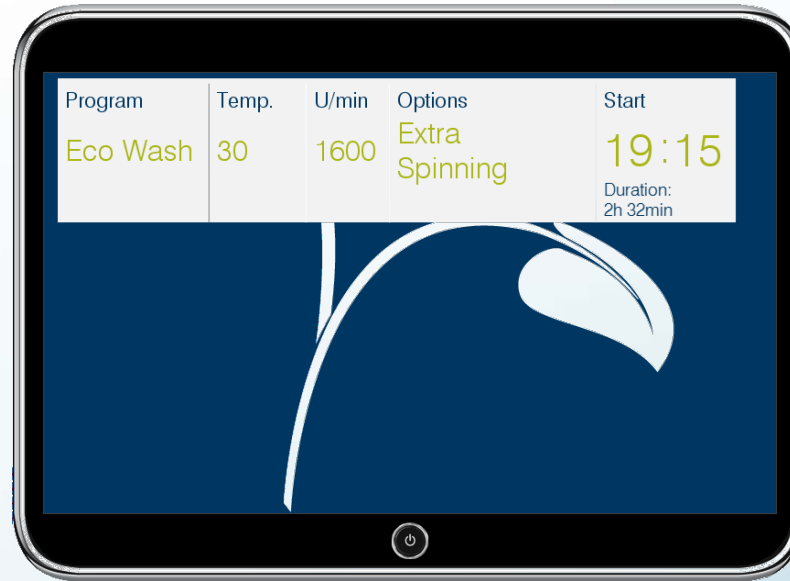 Program Temp. U/min Options Start
Eco Wash 30 1600 Extra
Spinning 19:15
Duration:
2h 32min